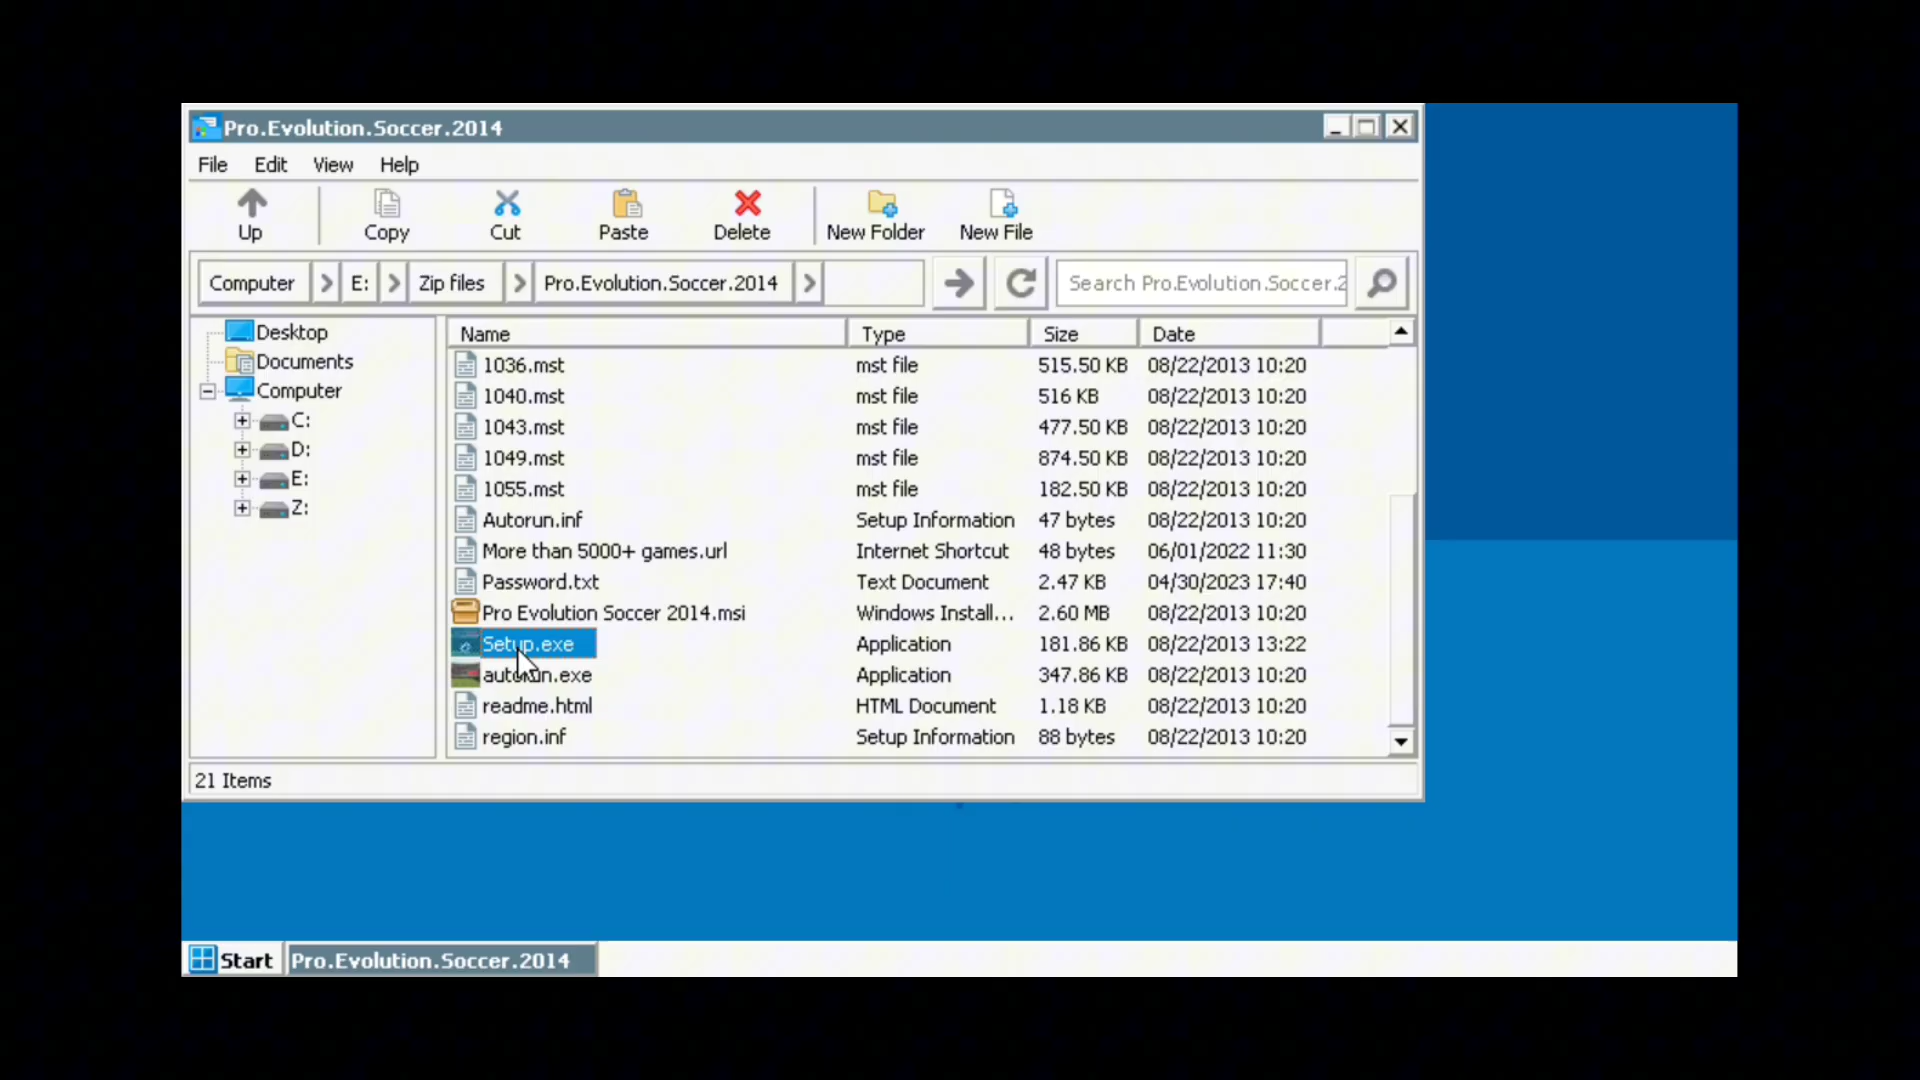 Pro.Evolution.Soccer.2014
File Edit View Help
Up Copy Cut Paste Delete New Folder New File
Computer E: Zip files Pro.Evolution.Soccer.2014 Search Pro.Evolution.Soccer.2
Desktop
Documents
Computer
C:
D:
E:
Z:
Name Type Size Date
1036.mst mst file 515.50 KB 08/22/2013 10:20
1040.mst mst file 516 KB 08/22/2013 10:20
1043.mst mst file 477.50 KB 08/22/2013 10:20
1049.mst mst file 874.50 KB 08/22/2013 10:20
1055.mst mst file 182.50 KB 08/22/2013 10:20
Autorun.inf Setup Information 47 bytes 08/22/2013 10:20
More than 5000+ games.url Internet Shortcut 48 bytes 06/01/2022 11:30
Password.txt Text Document 2.47 KB 04/30/2023 17:40
Pro Evolution Soccer 2014.msi Windows Install... 2.60 MB 08/22/2013 10:20
Setup.exe Application 181.86 KB 08/22/2013 13:22
autorun.exe Application 347.86 KB 08/22/2013 10:20
readme.html HTML Document 1.18 KB 08/22/2013 10:20
region.inf Setup Information 88 bytes 08/22/2013 10:20
21 Items
Start Pro.Evolution.Soccer.2014